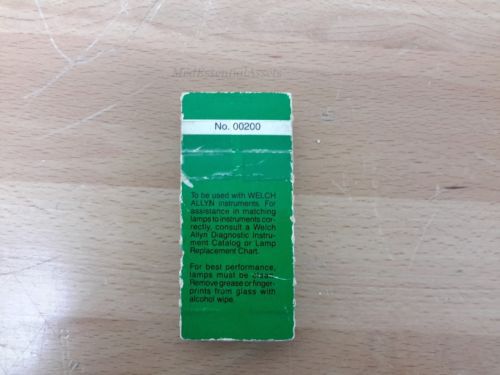 MedEssentialAssets
No. 00200
To be used with WELCH
ALLYN instruments. For
assistance in matching
lamps to instruments cor-
rectly, consult a Welch
Allyn Diagnostic Instru-
ment Catalog or Lamp
Replacement Chart.
For best performance,
lamps must be clean.
Remove grease or finger-
prints from glass with
alcohol wipe.